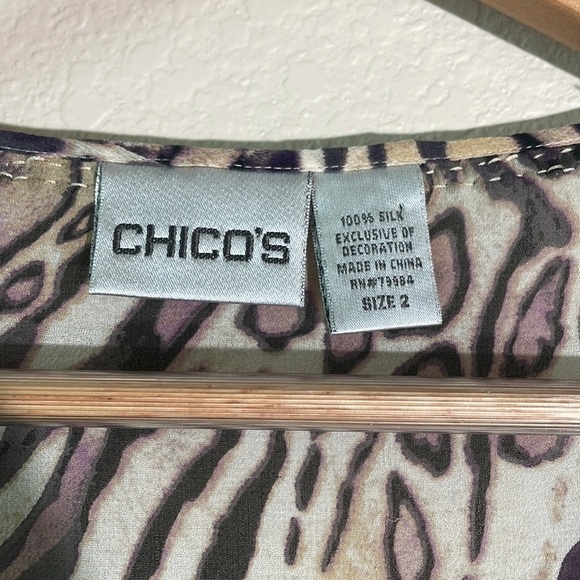 CHICO'S
100% SILK
EXCLUSIVE OF
DECORATION
MADE IN CHINA
RN#79984
SIZE 2